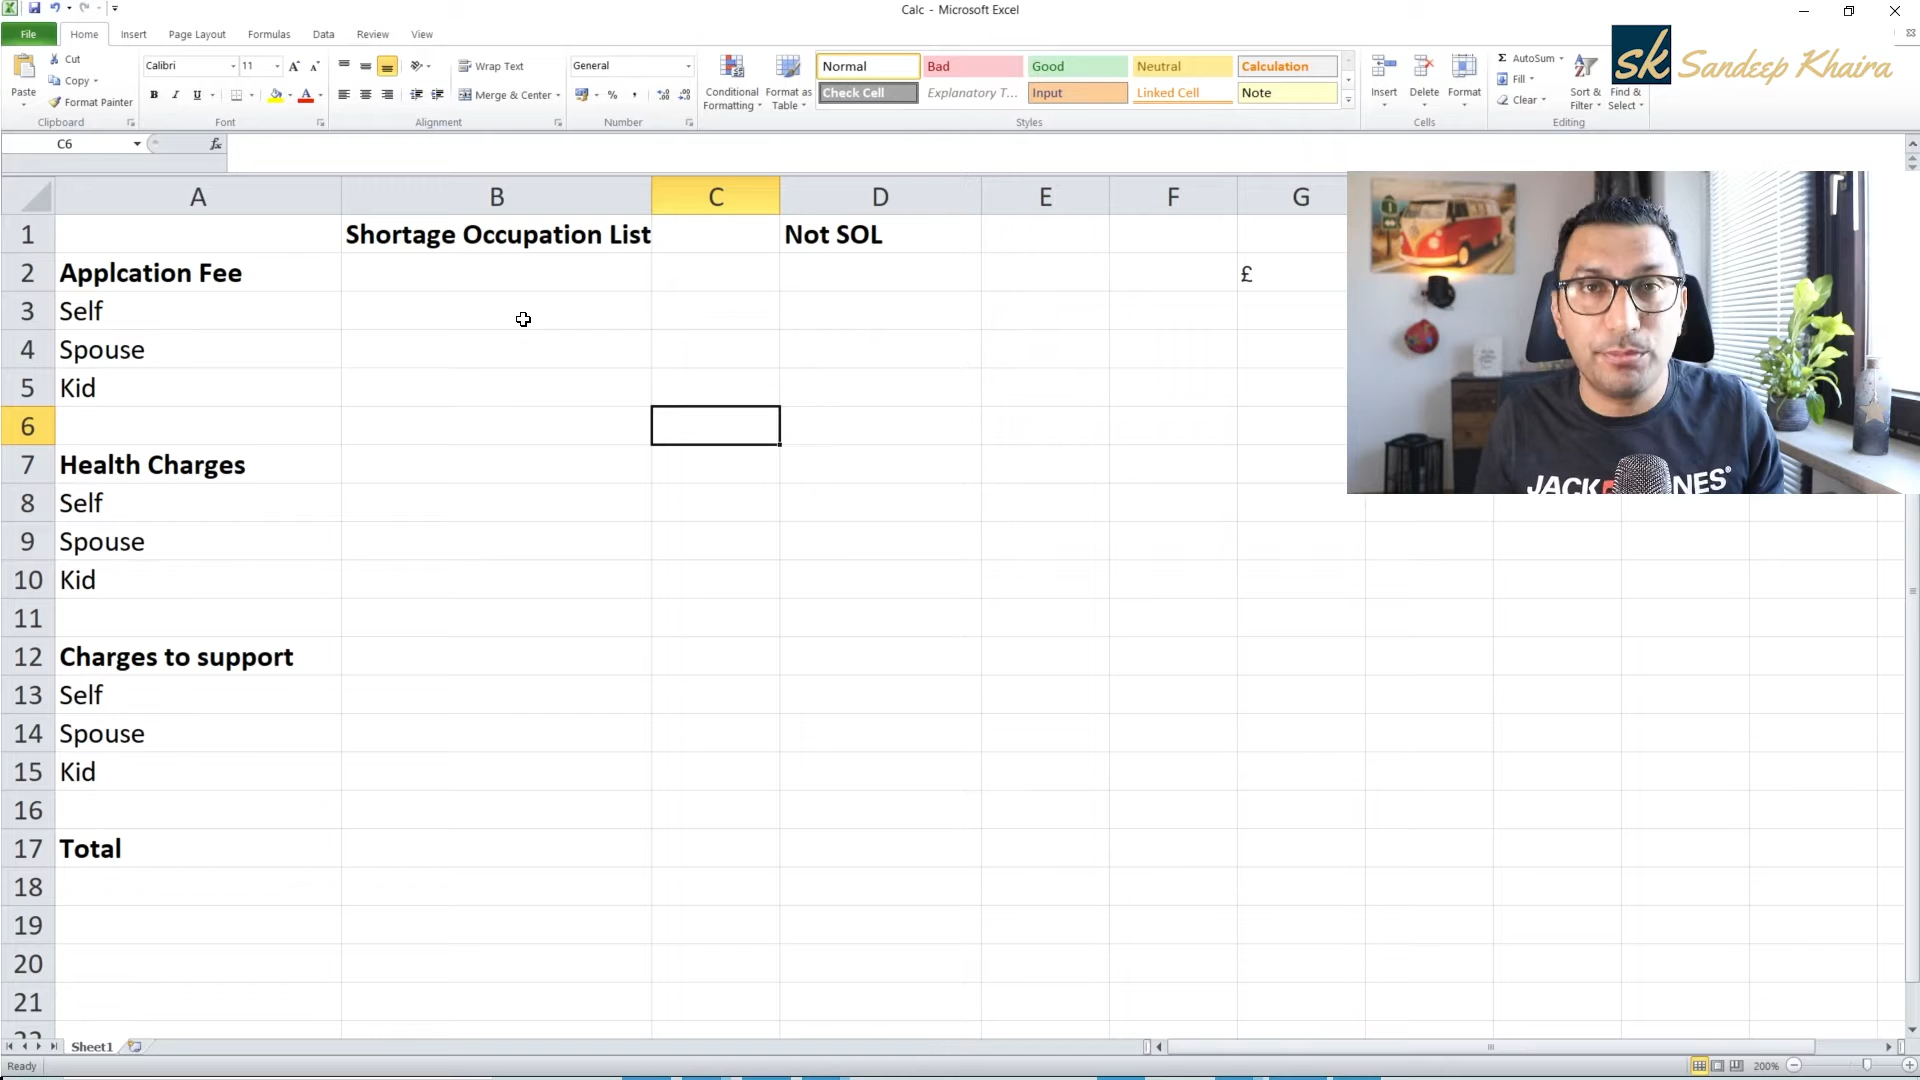 Calc - Microsoft Excel
File Home Insert Page Layout Formulas Data Review View
sk Sandeep Khaira
Paste
Cut
Copy
Format Painter
Clipboard
Calibri 11
B I U
Font
Wrap Text
Merge & Center
Alignment
General
Number
Conditional Formatting
Format as Table
Normal Bad Good Neutral Calculation
Check Cell Explanatory T... Input Linked Cell Note
Styles
Insert Delete Format
Cells
AutoSum
Fill
Clear
Sort & Filter
Find & Select
Editing
C6 fx
A B C D E F G
1 Shortage Occupation List Not SOL
2 Applcation Fee £
3 Self
4 Spouse
5 Kid
6
7 Health Charges
8 Self
9 Spouse
10 Kid
11
12 Charges to support
13 Self
14 Spouse
15 Kid
16
17 Total
18
19
20
21
22
JACK NES®
Sheet1
Ready 200%